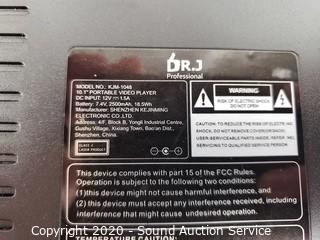 DR.J
Professional
MODEL NO.: KJM-1048
10.1" PORTABLE VIDEO PLAYER
DC INPUT: 12V 1.5A
Battery: 7.4V, 2500mAH, 18.5Wh
Manufacturer: SHENZHEN KEJINMING
ELECTRONIC CO.,LTD.
Address: 4/F, Block B, Yongli Industrial Centre,
Gushu Village, Xixiang Town, Bao'an Dist.,
Shenzhen, China.
CLASS 1
LASER PRODUCT
WARNING
RISK OF ELECTRIC SHOCK
DO NOT OPEN
CAUTION: TO REDUCE THE RISK OF ELECTRIC
SHOCK, DO NOT REMOVE COVER(OR BACK)
NO USER-SERVICEABLE PARTS INSIDE. REFER
SERVICING TO QUALIFIED SERVICE PERSONNEL
This device complies with part 15 of the FCC Rules.
Operation is subject to the following two conditions:
(1)this device might not cause harmful interference, and
(2) this device must accept any interference received,
including interference that might cause undesired operation.
TEMPERATURE CAUTION
Copyright 2020 - Sound Auction Service